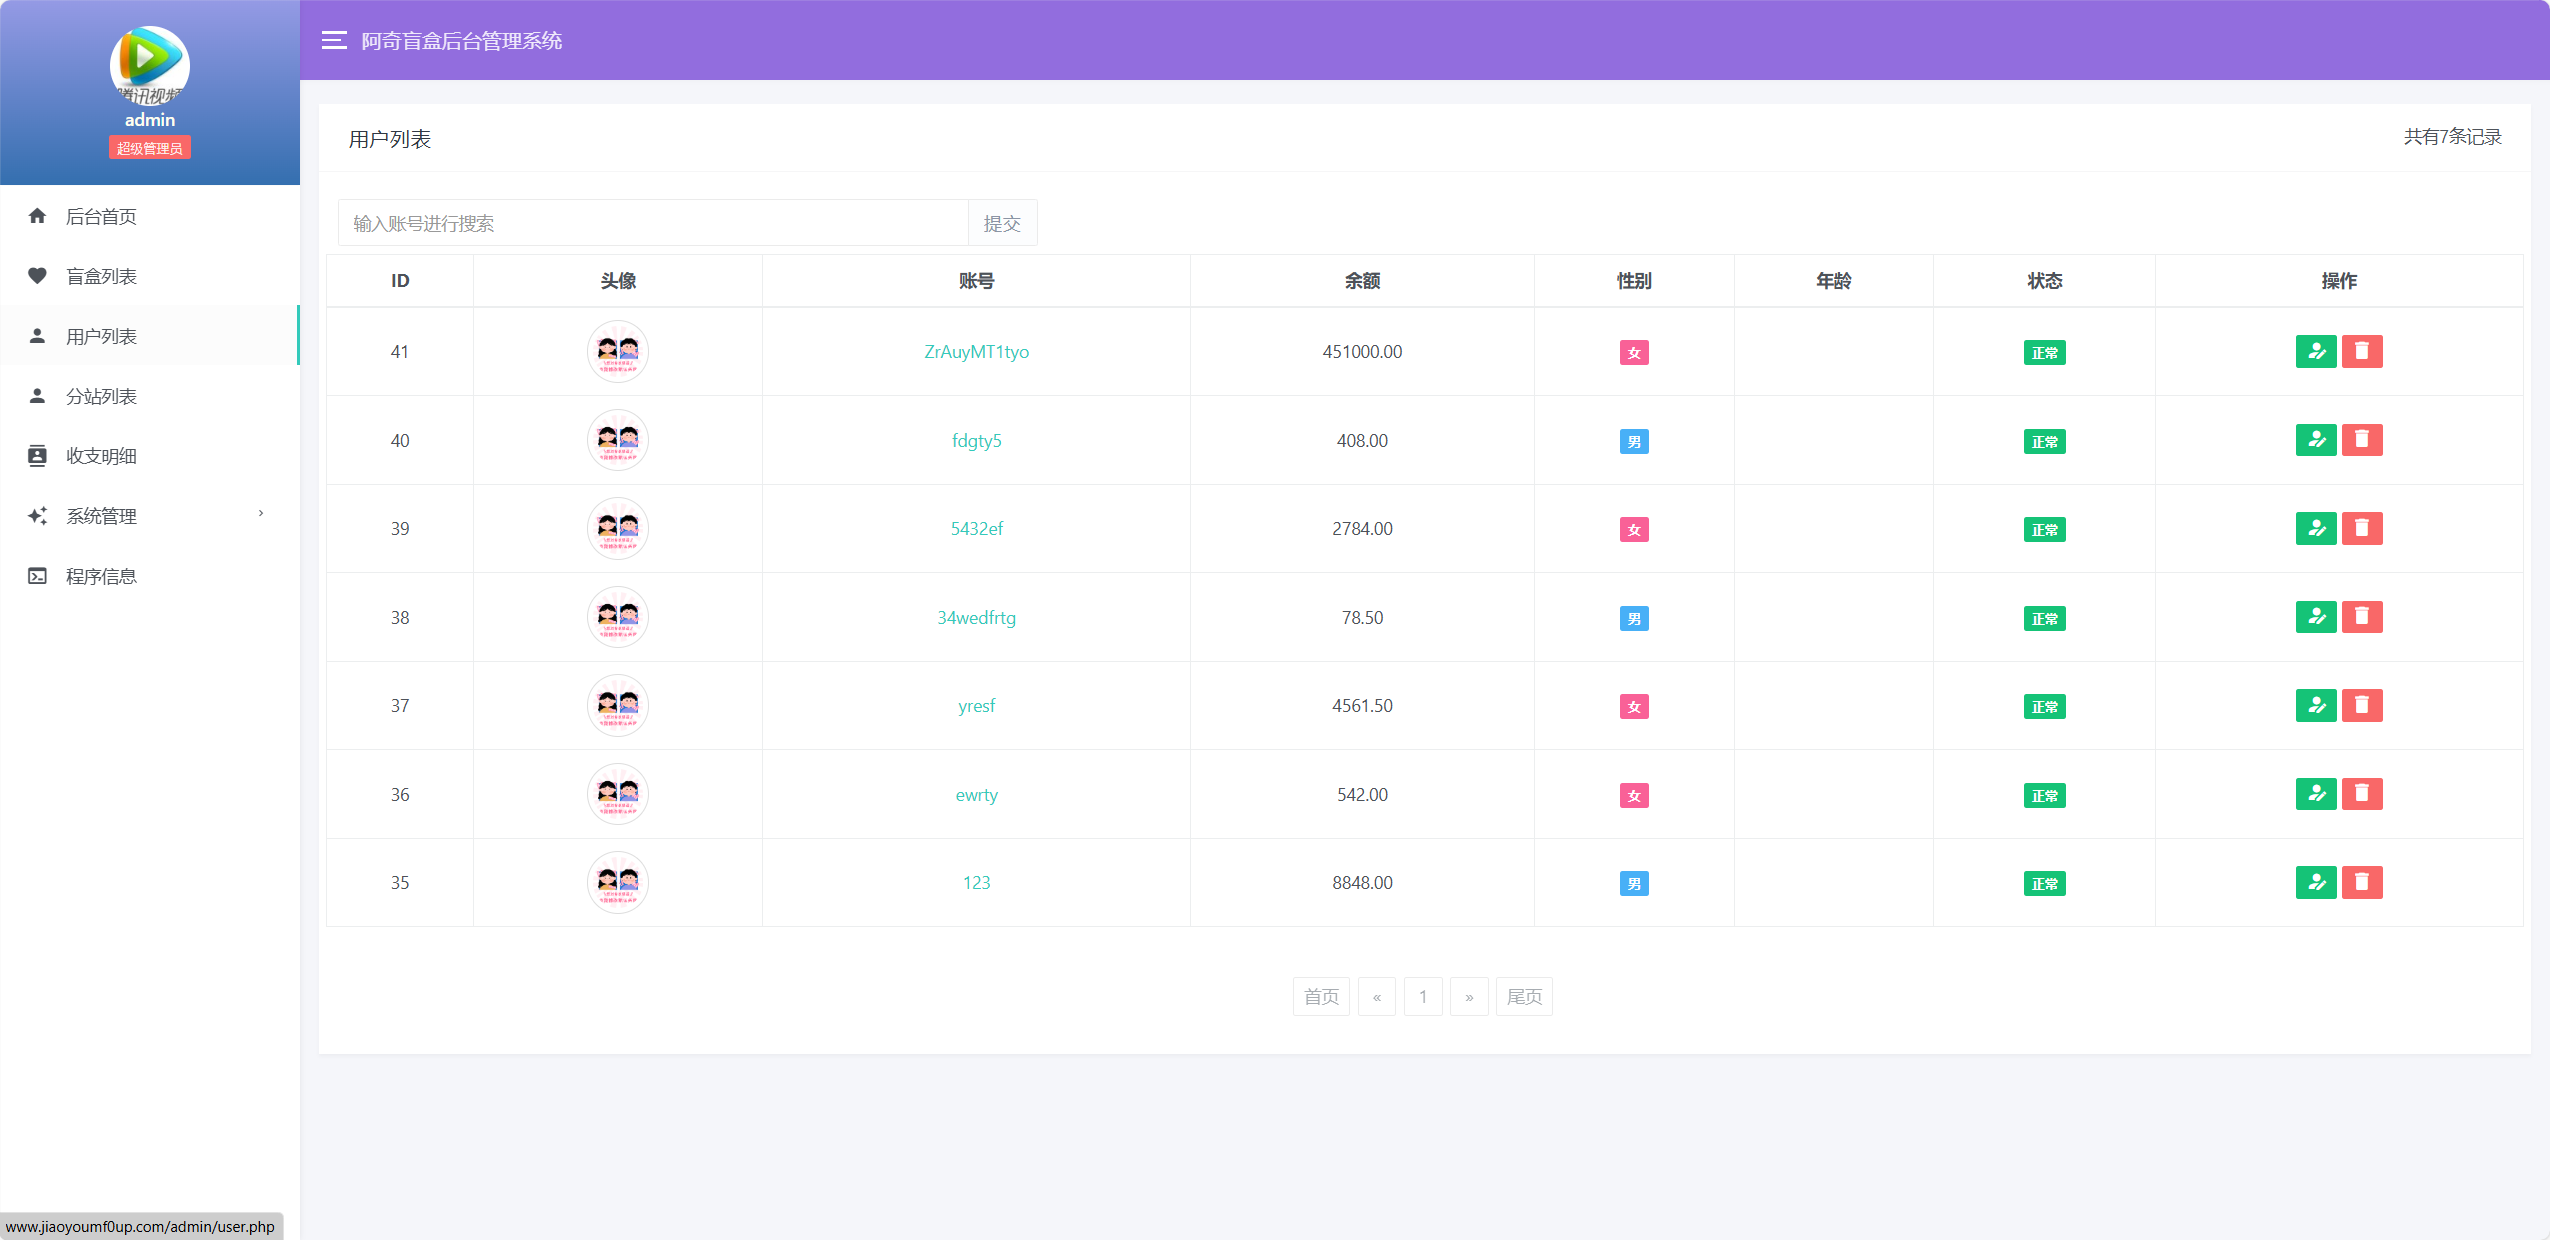 腾讯视频
admin
超级管理员
后台首页
盲盒列表
用户列表
分站列表
收支明细
系统管理
程序信息
阿奇盲盒后台管理系统
用户列表
共有7条记录
输入账号进行搜索 提交
ID 头像 账号 余额 性别 年龄 状态 操作
41 ZrAuyMT1tyo 451000.00 女 正常
40 fdgty5 408.00 男 正常
39 5432ef 2784.00 女 正常
38 34wedfrtg 78.50 男 正常
37 yresf 4561.50 女 正常
36 ewrty 542.00 女 正常
35 123 8848.00 男 正常
首页 « 1 » 尾页
www.jiaoyoumf0up.com/admin/user.php